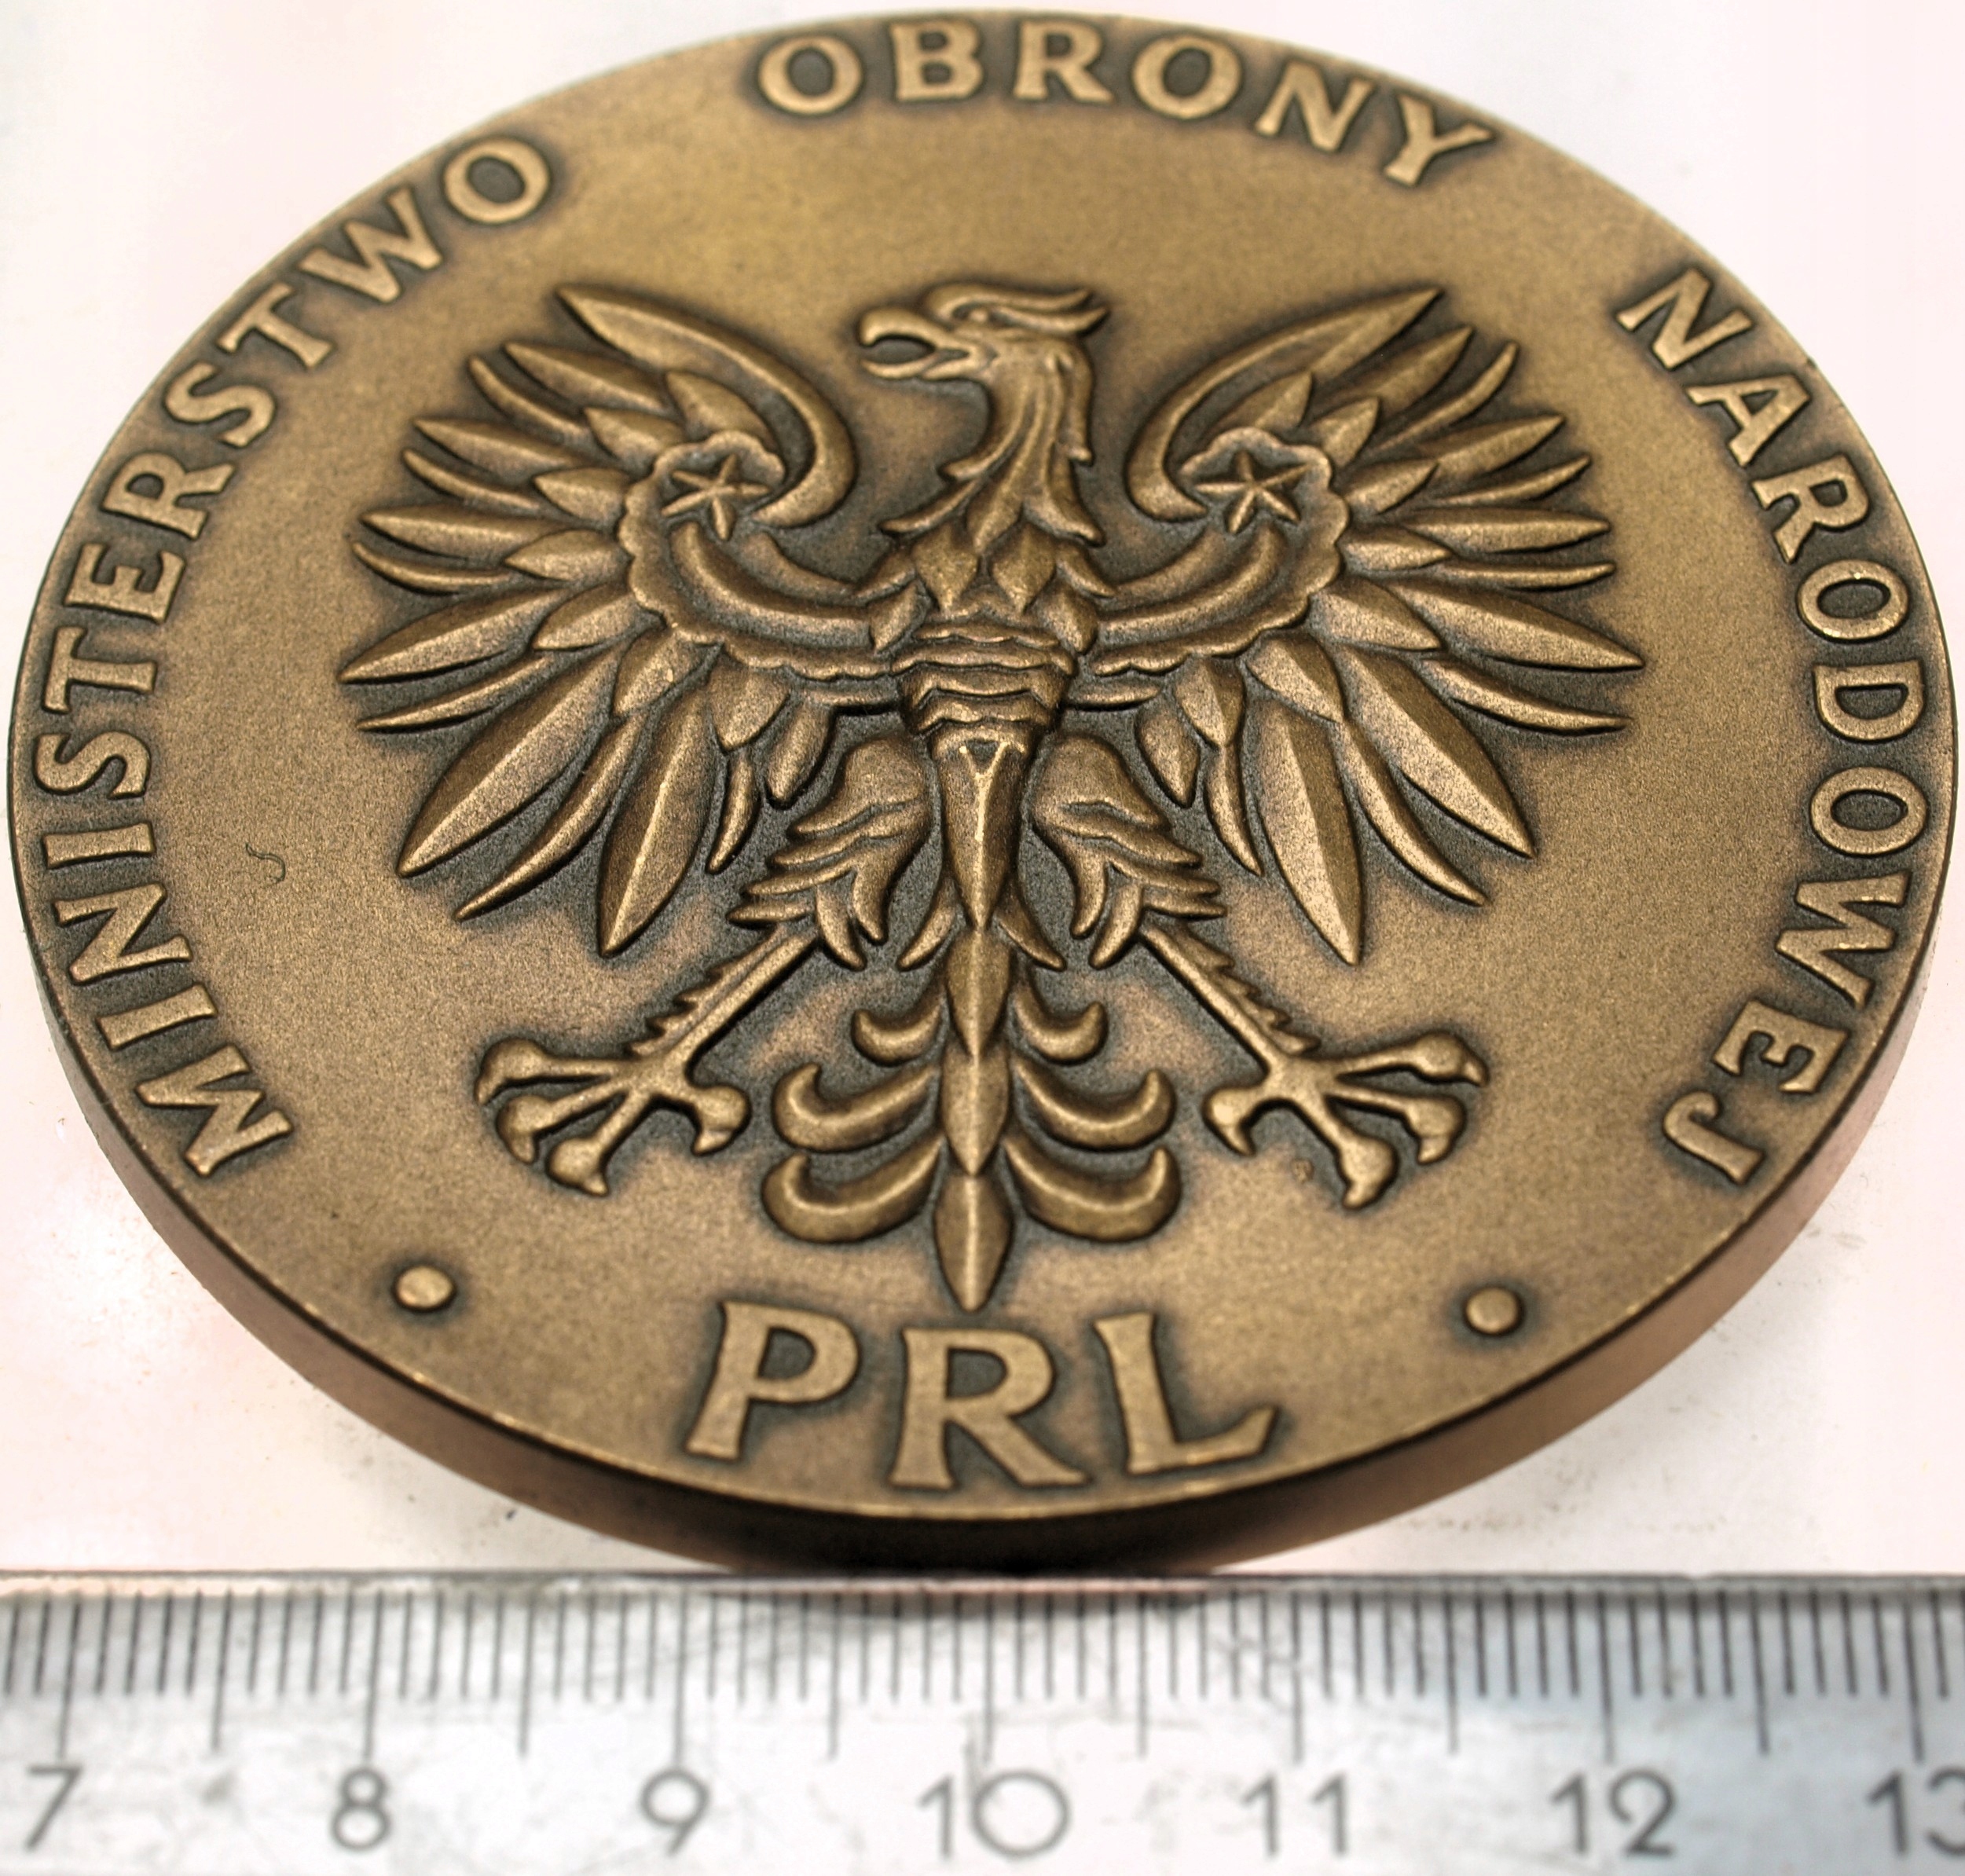 MINISTERSTWO OBRONY NARODOWEJ
• PRL •
7 8 9 10 11 12 13